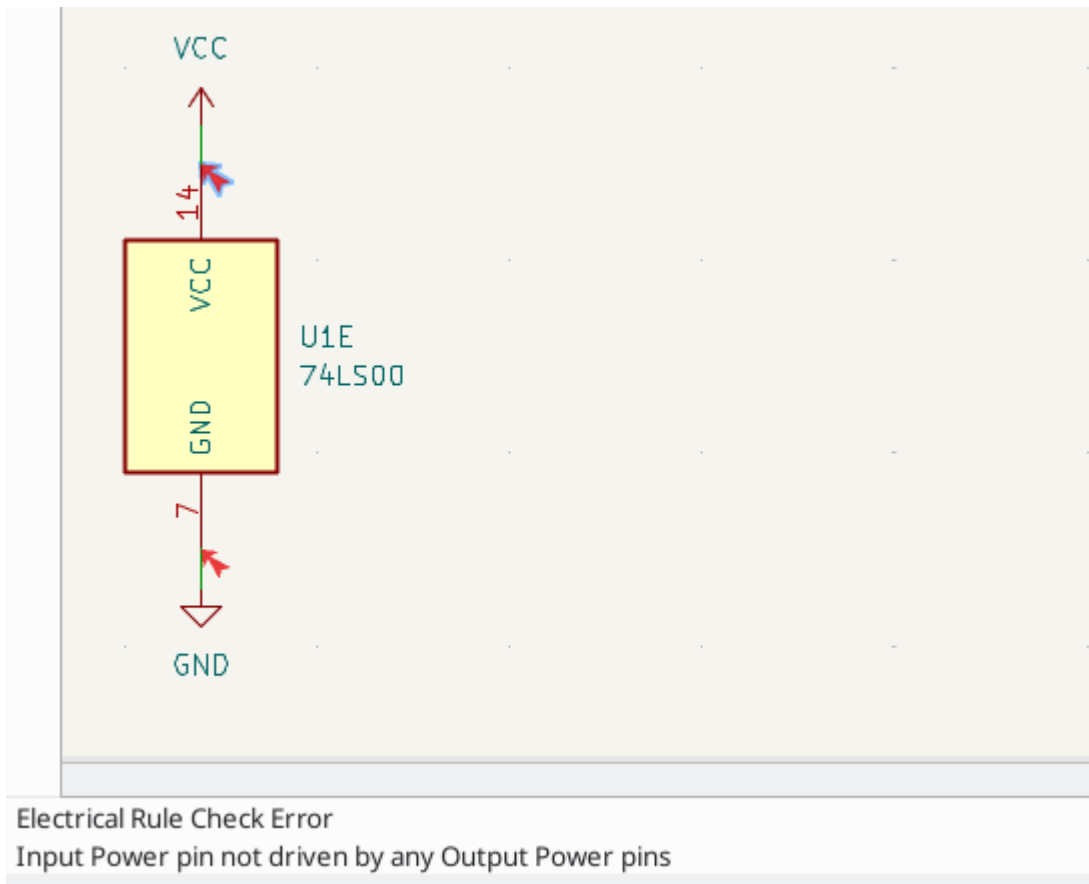 VCC
14
VCC
U1E
74LS00
GND
7
GND
Electrical Rule Check Error
Input Power pin not driven by any Output Power pins